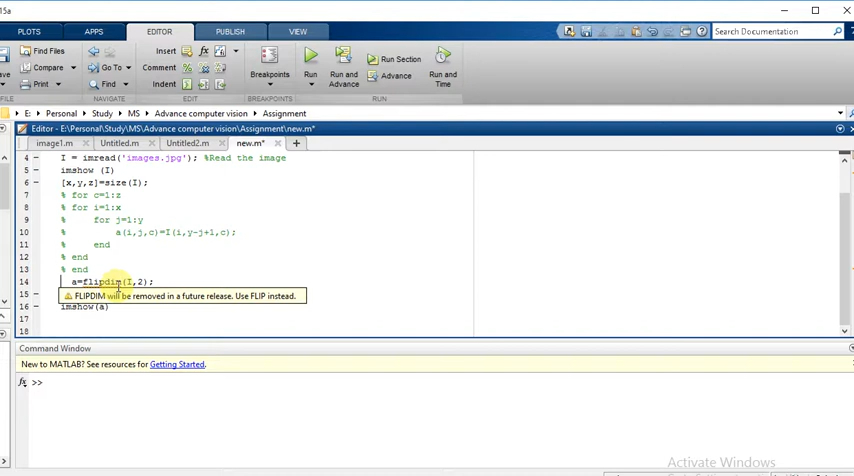 15a
PLOTS APPS EDITOR PUBLISH VIEW
Search Documentation
Find Files
Compare
Print
FILE
Go To
Find
NAVIGATE
Insert fx
Comment % % %
Indent
EDIT
Breakpoints
BREAKPOINTS
Run
Run and Advance
Run Section
Advance
Run and Time
RUN
E: Personal Study MS Advance computer vision Assignment
Editor - E:\Personal\Study\MS\Advance computer vision\Assignment\new.m*
image1.m Untitled.m Untitled2.m new.m*
4 I = imread('images.jpg'); %Read the image
5 imshow (I)
6 [x,y,z]=size(I);
7 % for c=1:z
8 % for i=1:x
9 % for j=1:y
10 % a(i,j,c)=I(i,y-j+1,c);
11 % end
12 % end
13 % end
14 a=flipdim(I,2);
15 FLIPDIM will be removed in a future release. Use FLIP instead.
16 imshow(a)
17
18
Command Window
New to MATLAB? See resources for Getting Started.
fx >>
Activate Windows